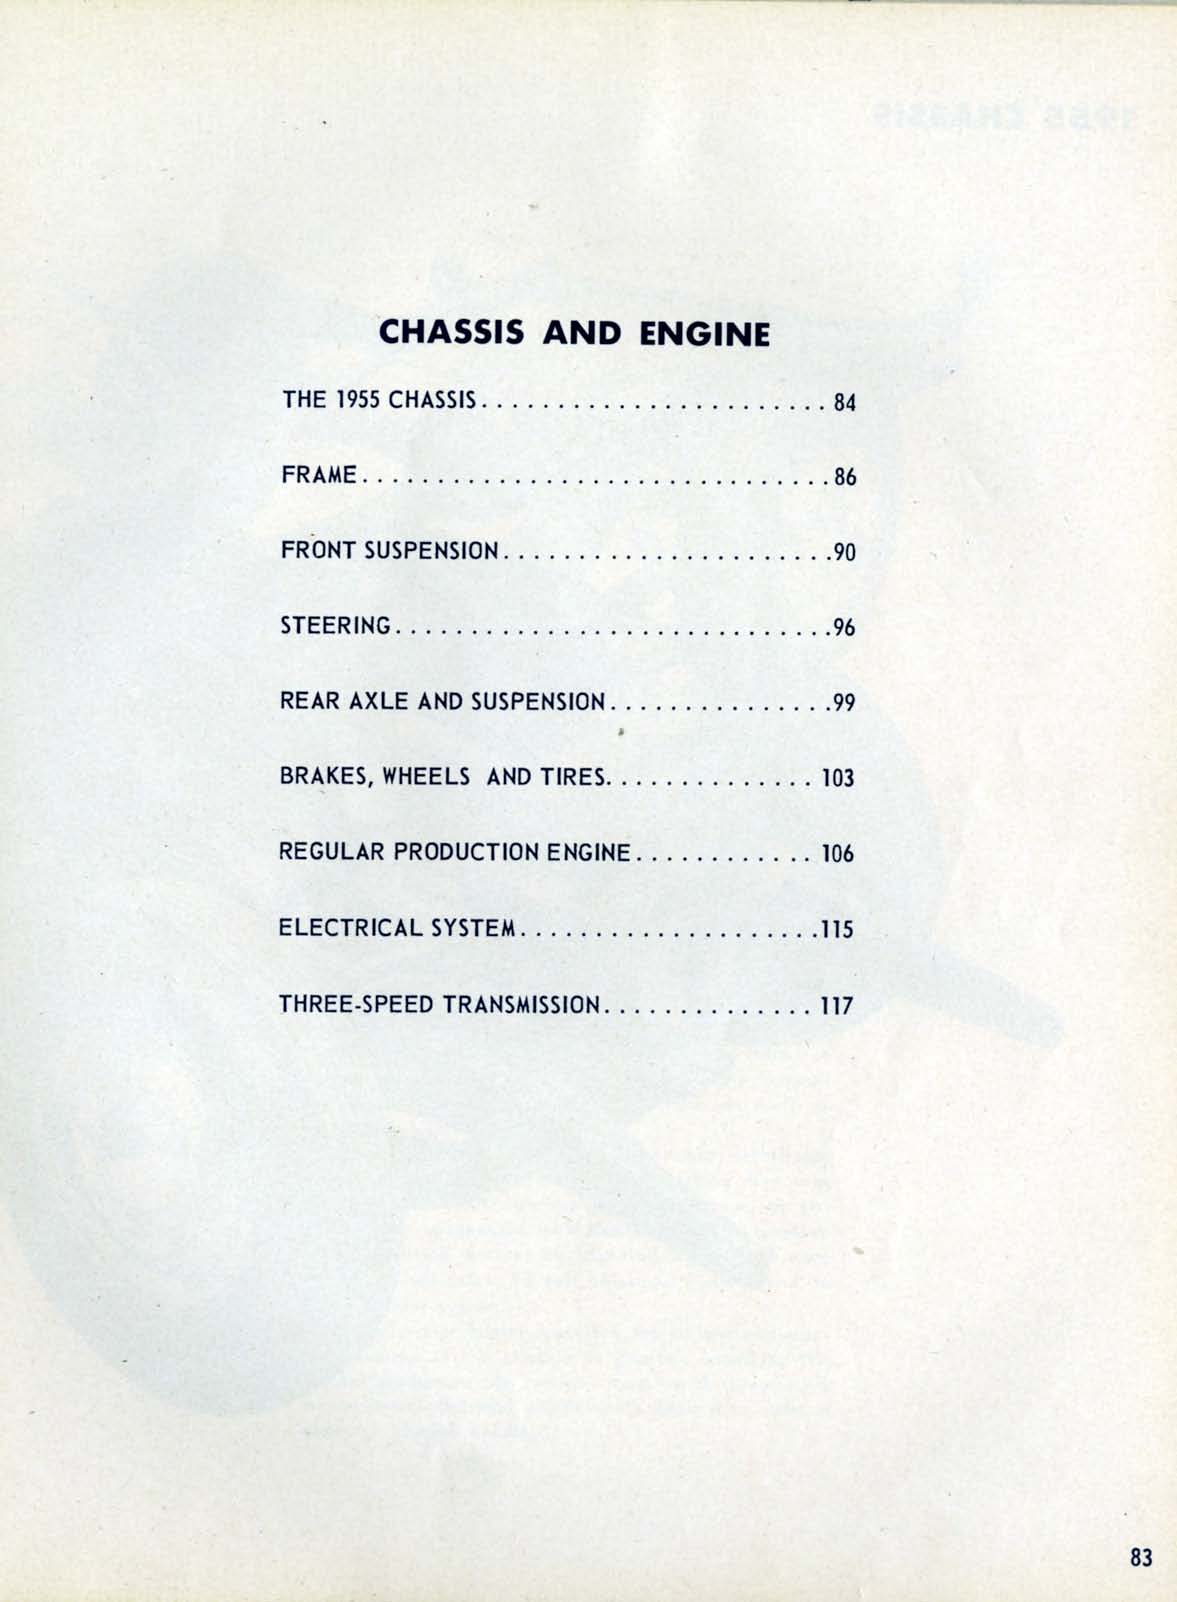 CHASSIS AND ENGINE
THE 1955 CHASSIS....................... 84
FRAME............................... 86
FRONT SUSPENSION......................90
STEERING.............................96
REAR AXLE AND SUSPENSION...............99
BRAKES, WHEELS AND TIRES.............. 103
REGULAR PRODUCTION ENGINE............ 106
ELECTRICAL SYSTEM....................115
THREE-SPEED TRANSMISSION.............. 117
83